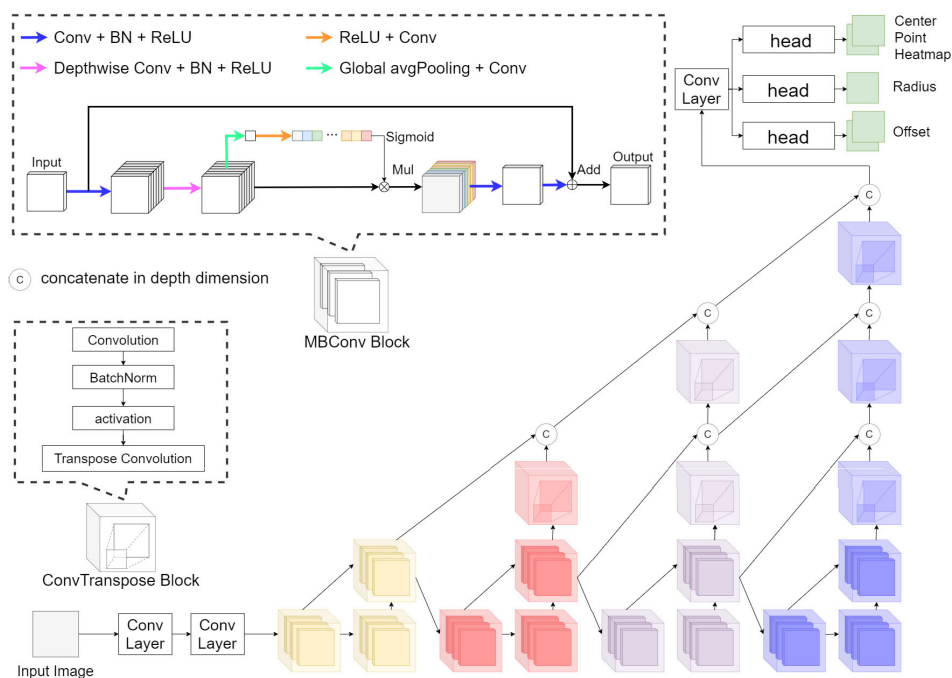 Conv + BN + ReLU
ReLU + Conv
Depthwise Conv + BN + ReLU
Global avgPooling + Conv
Input
Sigmoid
Mul
Add
Output
MBConv Block
C
concatenate in depth dimension
Convolution
BatchNorm
activation
Transpose Convolution
ConvTranspose Block
Input Image
Conv
Layer
Conv
Layer
C
C
C
C
C
C
Conv
Layer
head
head
head
Center
Point
Heatmap
Radius
Offset